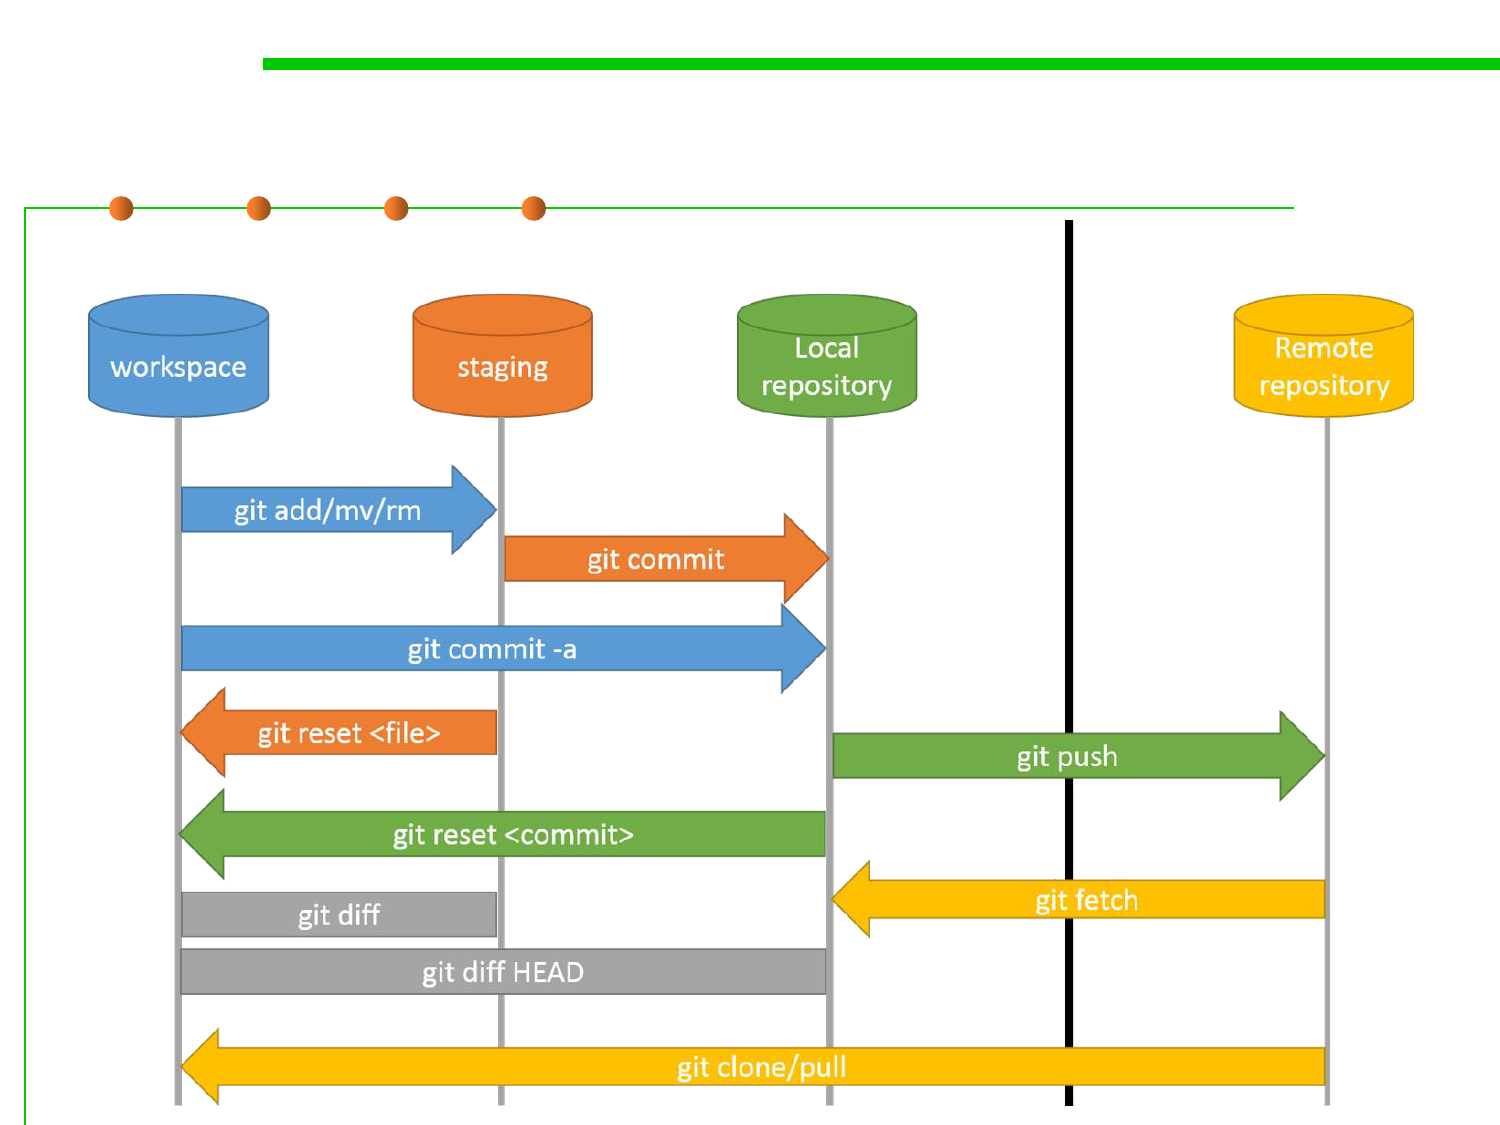 workspace
staging
Local
repository
Remote
repository
git add/mv/rm
git commit
git commit -a
git reset <file>
git push
git reset <commit>
git fetch
git diff
git diff HEAD
git clone/pull